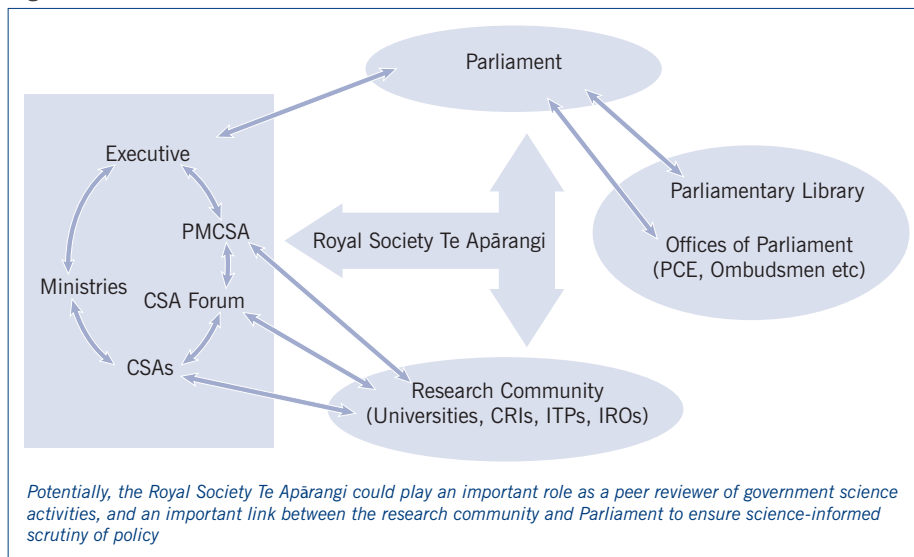 Parliament
Executive
PMCSA
Ministries
CSA Forum
CSAs
Royal Society Te Apārangi
Parliamentary Library
Offices of Parliament
(PCE, Ombudsmen etc)
Research Community
(Universities, CRIs, ITPs, IROs)
Potentially, the Royal Society Te Apārangi could play an important role as a peer reviewer of government science
activities, and an important link between the research community and Parliament to ensure science-informed
scrutiny of policy